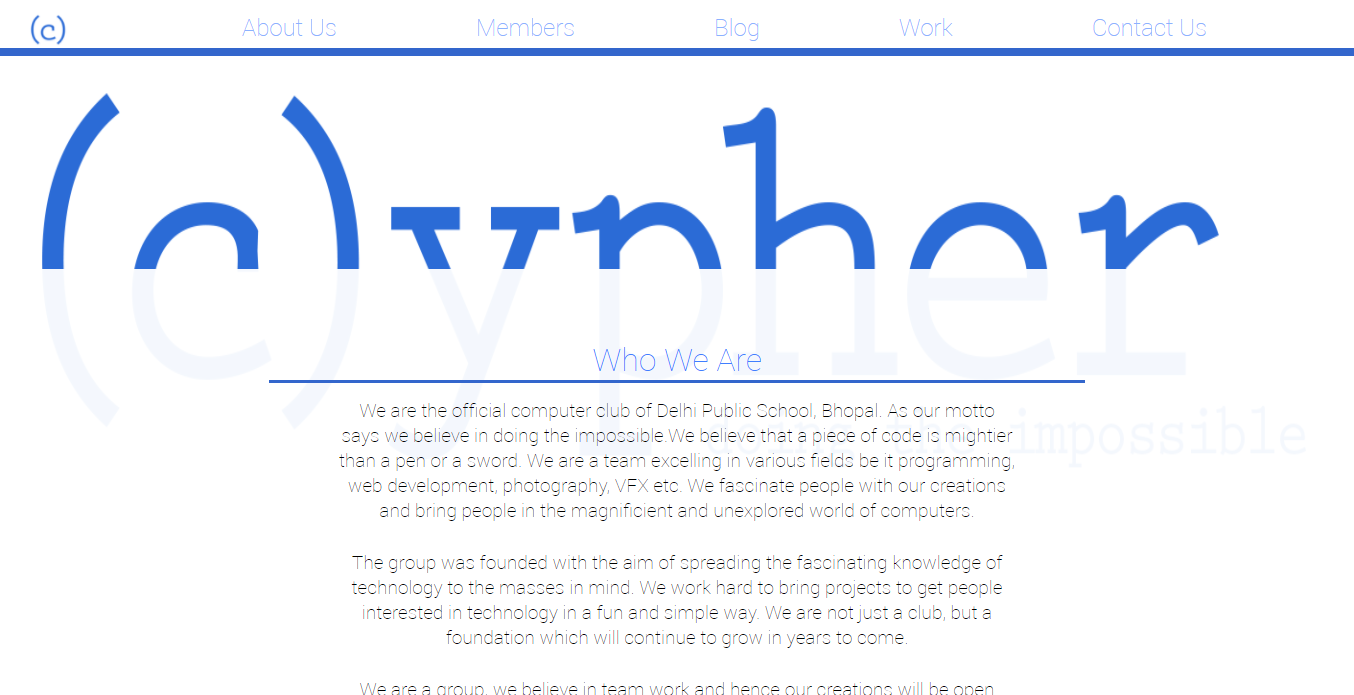 (c) About Us Members Blog Work Contact Us
(c)ypher
doing the impossible
Who We Are
We are the official computer club of Delhi Public School, Bhopal. As our motto
says we believe in doing the impossible.We believe that a piece of code is mightier
than a pen or a sword. We are a team excelling in various fields be it programming,
web development, photography, VFX etc. We fascinate people with our creations
and bring people in the magnificient and unexplored world of computers.
The group was founded with the aim of spreading the fascinating knowledge of
technology to the masses in mind. We work hard to bring projects to get people
interested in technology in a fun and simple way. We are not just a club, but a
foundation which will continue to grow in years to come.
We are a group, we believe in team work and hence our creations will be open